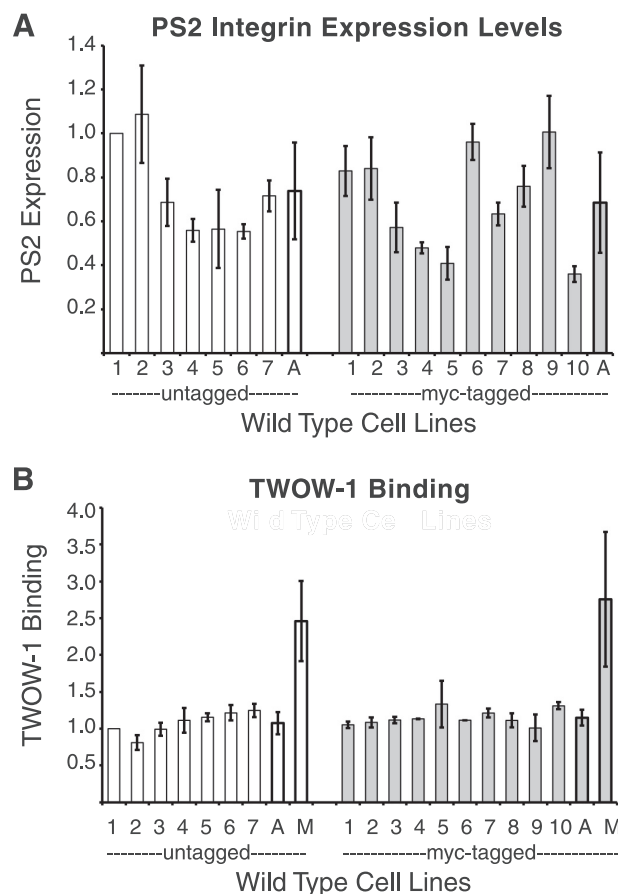 A
PS2 Integrin Expression Levels
1.4
1.2
1.0
0.8
0.6
0.4
0.2
PS2 Expression
1 2 3 4 5 6 7 A 1 2 3 4 5 6 7 8 9 10 A
--------untagged-------- -----------myc-tagged-----------
Wild Type Cell Lines
B
TWOW-1 Binding
Wi d Type Ce Lines
4.0
3.5
3.0
2.5
2.0
1.5
1.0
0.5
TWOW-1 Binding
1 2 3 4 5 6 7 A M 1 2 3 4 5 6 7 8 9 10 A M
---------untagged--------- -------------myc-tagged------------
Wild Type Cell Lines